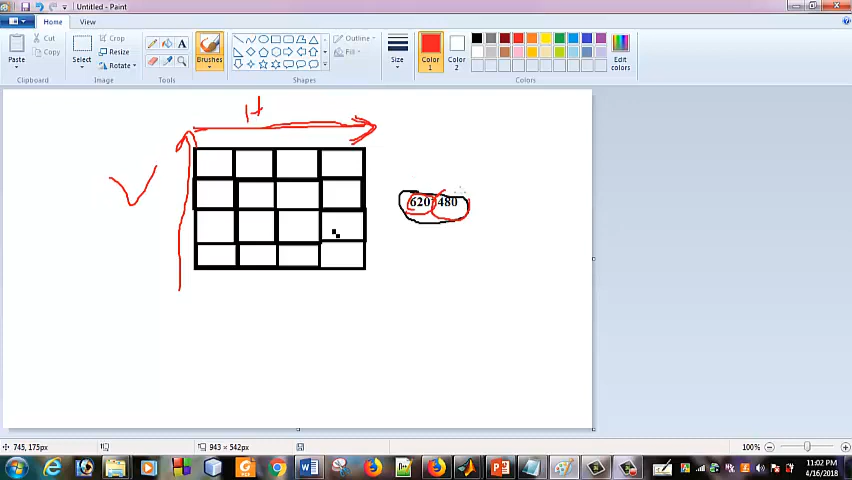 Untitled - Paint
Home
View
Paste
Cut
Copy
Clipboard
Select
Crop
Resize
Rotate
Image
Tools
Brushes
Outline
Fill
Shapes
Size
Color 1
Color 2
Edit colors
Colors
H
V
620*480
745, 175px
943 × 542px
100%
11:02 PM
4/16/2018